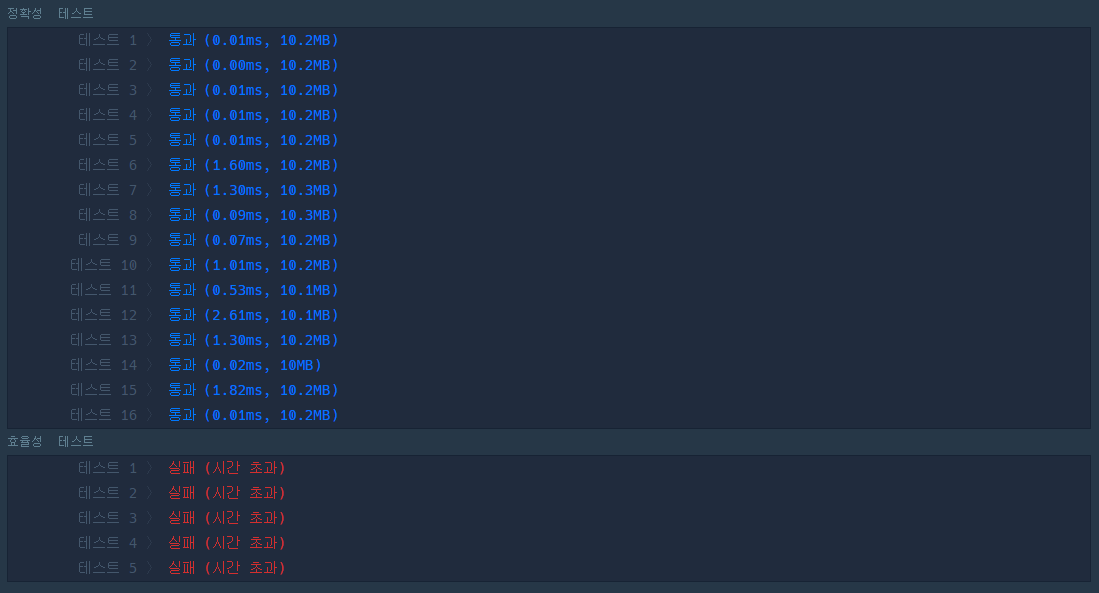 정확성 테스트
테스트 1 〉 통과 (0.01ms, 10.2MB)
테스트 2 〉 통과 (0.00ms, 10.2MB)
테스트 3 〉 통과 (0.01ms, 10.2MB)
테스트 4 〉 통과 (0.01ms, 10.2MB)
테스트 5 〉 통과 (0.01ms, 10.2MB)
테스트 6 〉 통과 (1.60ms, 10.2MB)
테스트 7 〉 통과 (1.30ms, 10.3MB)
테스트 8 〉 통과 (0.09ms, 10.3MB)
테스트 9 〉 통과 (0.07ms, 10.2MB)
테스트 10 〉 통과 (1.01ms, 10.2MB)
테스트 11 〉 통과 (0.53ms, 10.1MB)
테스트 12 〉 통과 (2.61ms, 10.1MB)
테스트 13 〉 통과 (1.30ms, 10.2MB)
테스트 14 〉 통과 (0.02ms, 10MB)
테스트 15 〉 통과 (1.82ms, 10.2MB)
테스트 16 〉 통과 (0.01ms, 10.2MB)
효율성 테스트
테스트 1 〉 실패 (시간 초과)
테스트 2 〉 실패 (시간 초과)
테스트 3 〉 실패 (시간 초과)
테스트 4 〉 실패 (시간 초과)
테스트 5 〉 실패 (시간 초과)